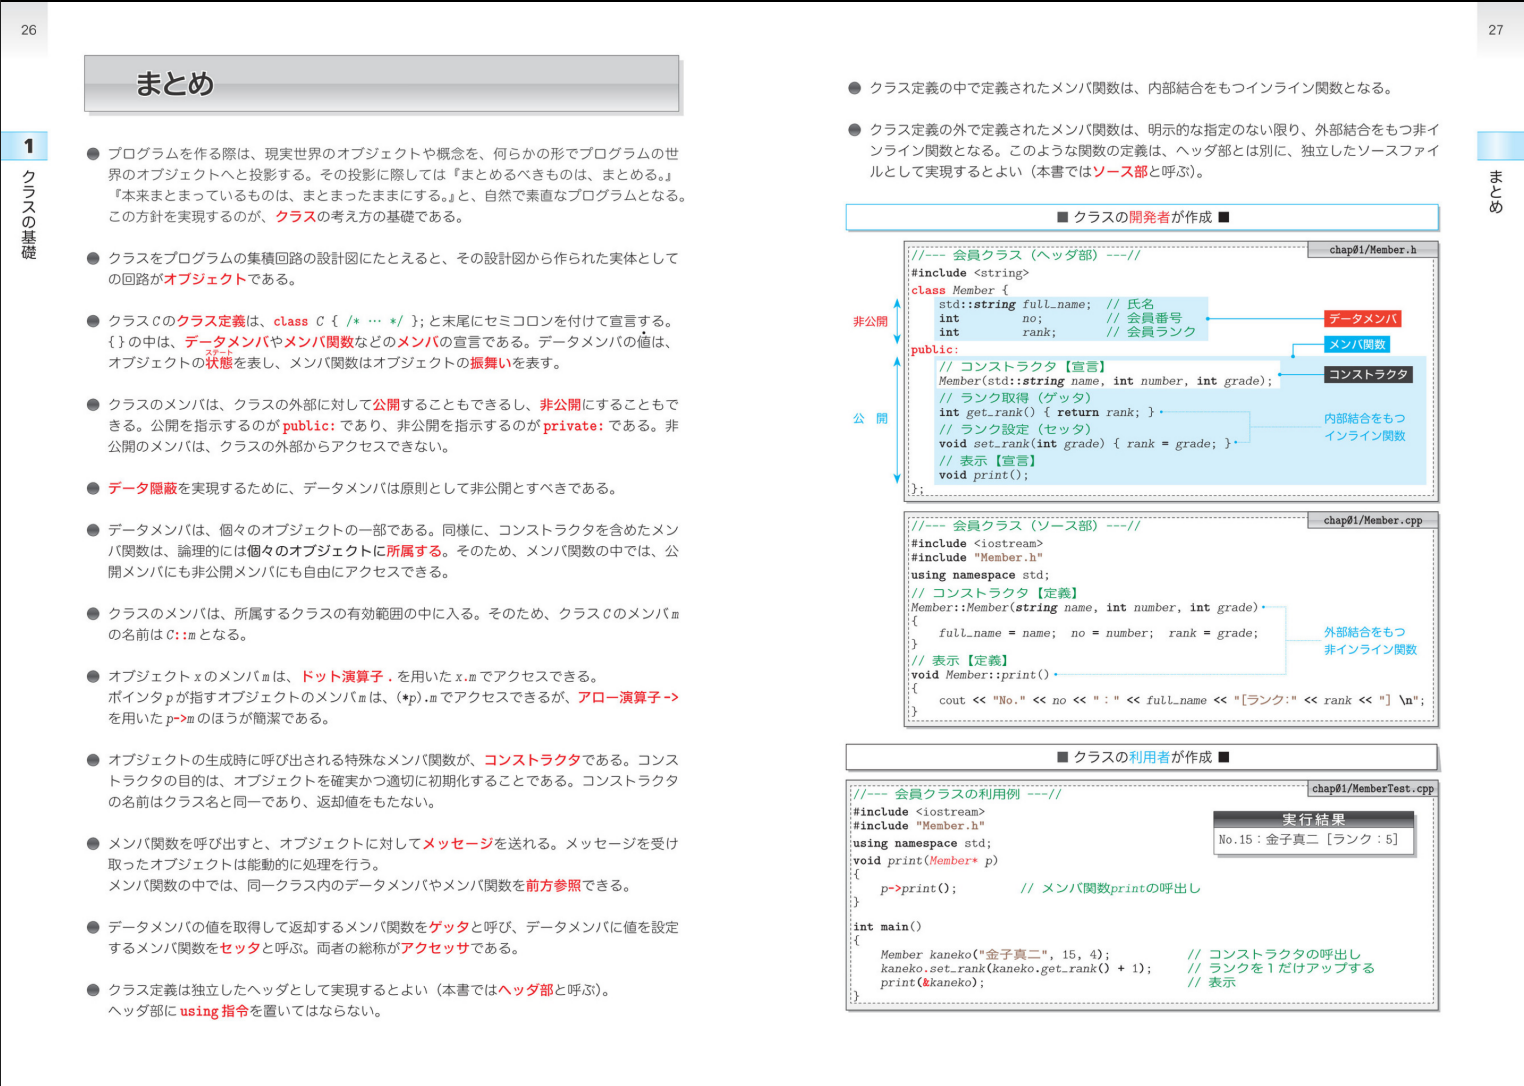 26
1
クラスの基礎
まとめ
● プログラムを作る際は、現実世界のオブジェクトや概念を、何らかの形でプログラムの世
界のオブジェクトへと投影する。その投影に際しては『まとめるべきものは、まとめる。』
『本来まとまっているものは、まとまったままにする。』と、自然で素直なプログラムとなる。
この方針を実現するのが、クラスの考え方の基礎である。
● クラスをプログラムの集積回路の設計図にたとえると、その設計図から作られた実体として
の回路がオブジェクトである。
● クラスCのクラス定義は、class C { /* … */ };と末尾にセミコロンを付けて宣言する。
{ }の中は、データメンバやメンバ関数などのメンバの宣言である。データメンバの値は、
オブジェクトの状態を表し、メンバ関数はオブジェクトの振舞いを表す。
ステート
● クラスのメンバは、クラスの外部に対して公開することもできるし、非公開にすることもで
きる。公開を指示するのがpublic:であり、非公開を指示するのがprivate:である。非
公開のメンバは、クラスの外部からアクセスできない。
● データ隠蔽を実現するために、データメンバは原則として非公開とすべきである。
● データメンバは、個々のオブジェクトの一部である。同様に、コンストラクタを含めたメン
バ関数は、論理的には個々のオブジェクトに所属する。そのため、メンバ関数の中では、公
開メンバにも非公開メンバにも自由にアクセスできる。
● クラスのメンバは、所属するクラスの有効範囲の中に入る。そのため、クラスCのメンバm
の名前はC::mとなる。
● オブジェクトxのメンバmは、ドット演算子 . を用いたx.mでアクセスできる。
ポインタpが指すオブジェクトのメンバmは、(*p).mでアクセスできるが、アロー演算子->
を用いたp->mのほうが簡潔である。
● オブジェクトの生成時に呼び出される特殊なメンバ関数が、コンストラクタである。コンス
トラクタの目的は、オブジェクトを確実かつ適切に初期化することである。コンストラクタ
の名前はクラス名と同一であり、返却値をもたない。
● メンバ関数を呼び出すと、オブジェクトに対してメッセージを送れる。メッセージを受け
取ったオブジェクトは能動的に処理を行う。
メンバ関数の中では、同一クラス内のデータメンバやメンバ関数を前方参照できる。
● データメンバの値を取得して返却するメンバ関数をゲッタと呼び、データメンバに値を設定
するメンバ関数をセッタと呼ぶ。両者の総称がアクセッサである。
● クラス定義は独立したヘッダとして実現するとよい（本書ではヘッダ部と呼ぶ）。
ヘッダ部にusing指令を置いてはならない。
27
まとめ
● クラス定義の中で定義されたメンバ関数は、内部結合をもつインライン関数となる。
● クラス定義の外で定義されたメンバ関数は、明示的な指定のない限り、外部結合をもつ非イ
ンライン関数となる。このような関数の定義は、ヘッダ部とは別に、独立したソースファイ
ルとして実現するとよい（本書ではソース部と呼ぶ）。
■ クラスの開発者が作成 ■
chap01/Member.h
//--- 会員クラス（ヘッダ部）---//
#include <string>
class Member {
std::string full_name; // 氏名
int no; // 会員番号
int rank; // 会員ランク
public:
// コンストラクタ【宣言】
Member(std::string name, int number, int grade);
// ランク取得（ゲッタ）
int get_rank() { return rank; }
// ランク設定（セッタ）
void set_rank(int grade) { rank = grade; }
// 表示【宣言】
void print();
};
非公開
公 開
データメンバ
メンバ関数
コンストラクタ
内部結合をもつ
インライン関数
chap01/Member.cpp
//--- 会員クラス（ソース部）---//
#include <iostream>
#include "Member.h"
using namespace std;
// コンストラクタ【定義】
Member::Member(string name, int number, int grade)
{
full_name = name; no = number; rank = grade;
}
// 表示【定義】
void Member::print()
{
cout << "No." << no << "：" << full_name << "[ランク:" << rank << "] \n";
}
外部結合をもつ
非インライン関数
■ クラスの利用者が作成 ■
chap01/MemberTest.cpp
//--- 会員クラスの利用例 ---//
#include <iostream>
#include "Member.h"
using namespace std;
void print(Member* p)
{
p->print(); // メンバ関数printの呼出し
}
int main()
{
Member kaneko("金子真二", 15, 4); // コンストラクタの呼出し
kaneko.set_rank(kaneko.get_rank() + 1); // ランクを１だけアップする
print(&kaneko); // 表示
}
実行結果
No.15：金子真二［ランク：5］